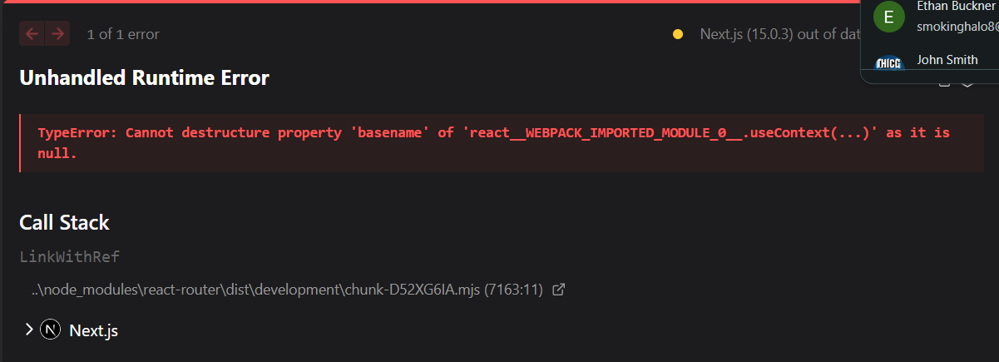 1 of 1 error
Next.js (15.0.3) out of dat
Ethan Buckner
E
smokinghalo8@
CHICG
John Smith
Unhandled Runtime Error
TypeError: Cannot destructure property 'basename' of 'react__WEBPACK_IMPORTED_MODULE_0__.useContext(...)' as it is
null.
Call Stack
LinkWithRef
..\node_modules\react-router\dist\development\chunk-D52XG6IA.mjs (7163:11)
N
Next.js